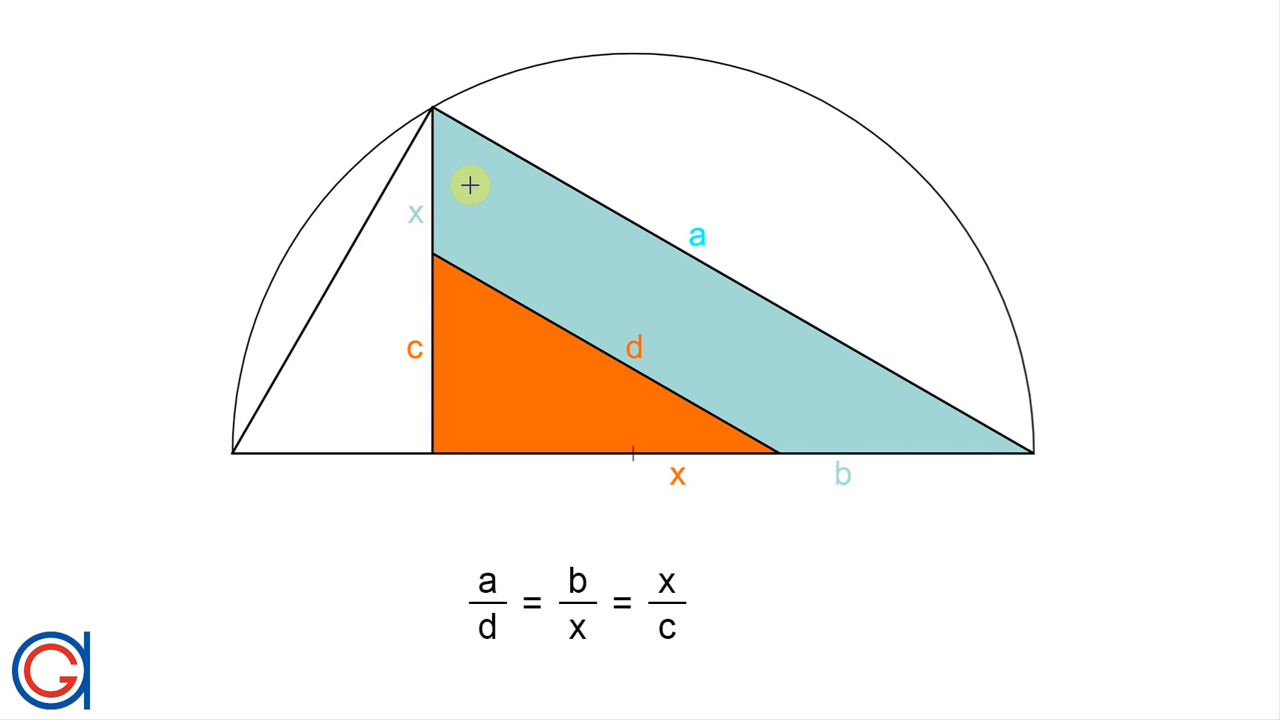 x
a
c
d
x
b
a/d = b/x = x/c